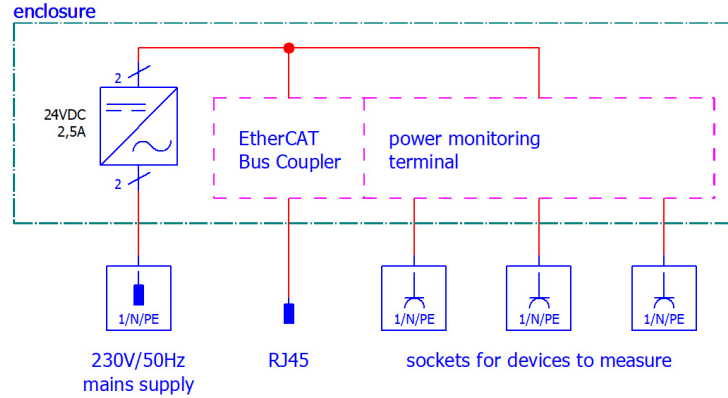 enclosure
2
24VDC
2,5A
2
EtherCAT
Bus Coupler
power monitoring
terminal
1/N/PE
1/N/PE
1/N/PE
1/N/PE
230V/50Hz
mains supply
RJ45
sockets for devices to measure